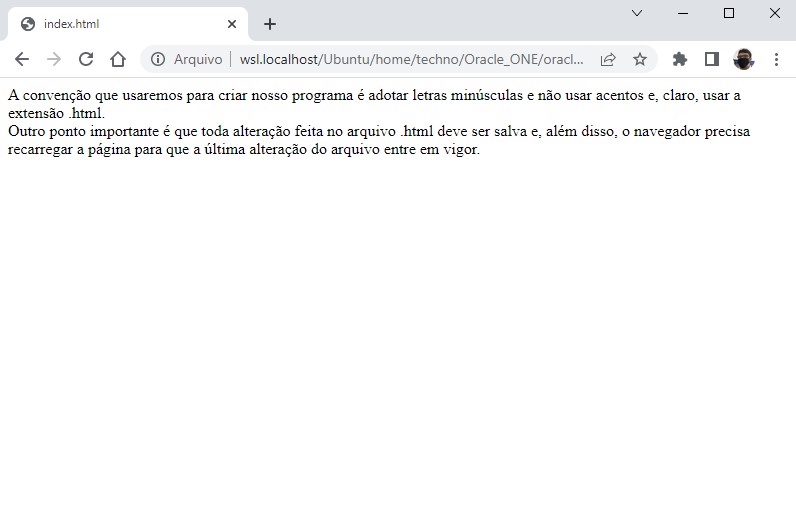 index.html
Arquivo wsl.localhost/Ubuntu/home/techno/Oracle_ONE/oracl...
A convenção que usaremos para criar nosso programa é adotar letras minúsculas e não usar acentos e, claro, usar a
extensão .html.
Outro ponto importante é que toda alteração feita no arquivo .html deve ser salva e, além disso, o navegador precisa
recarregar a página para que a última alteração do arquivo entre em vigor.